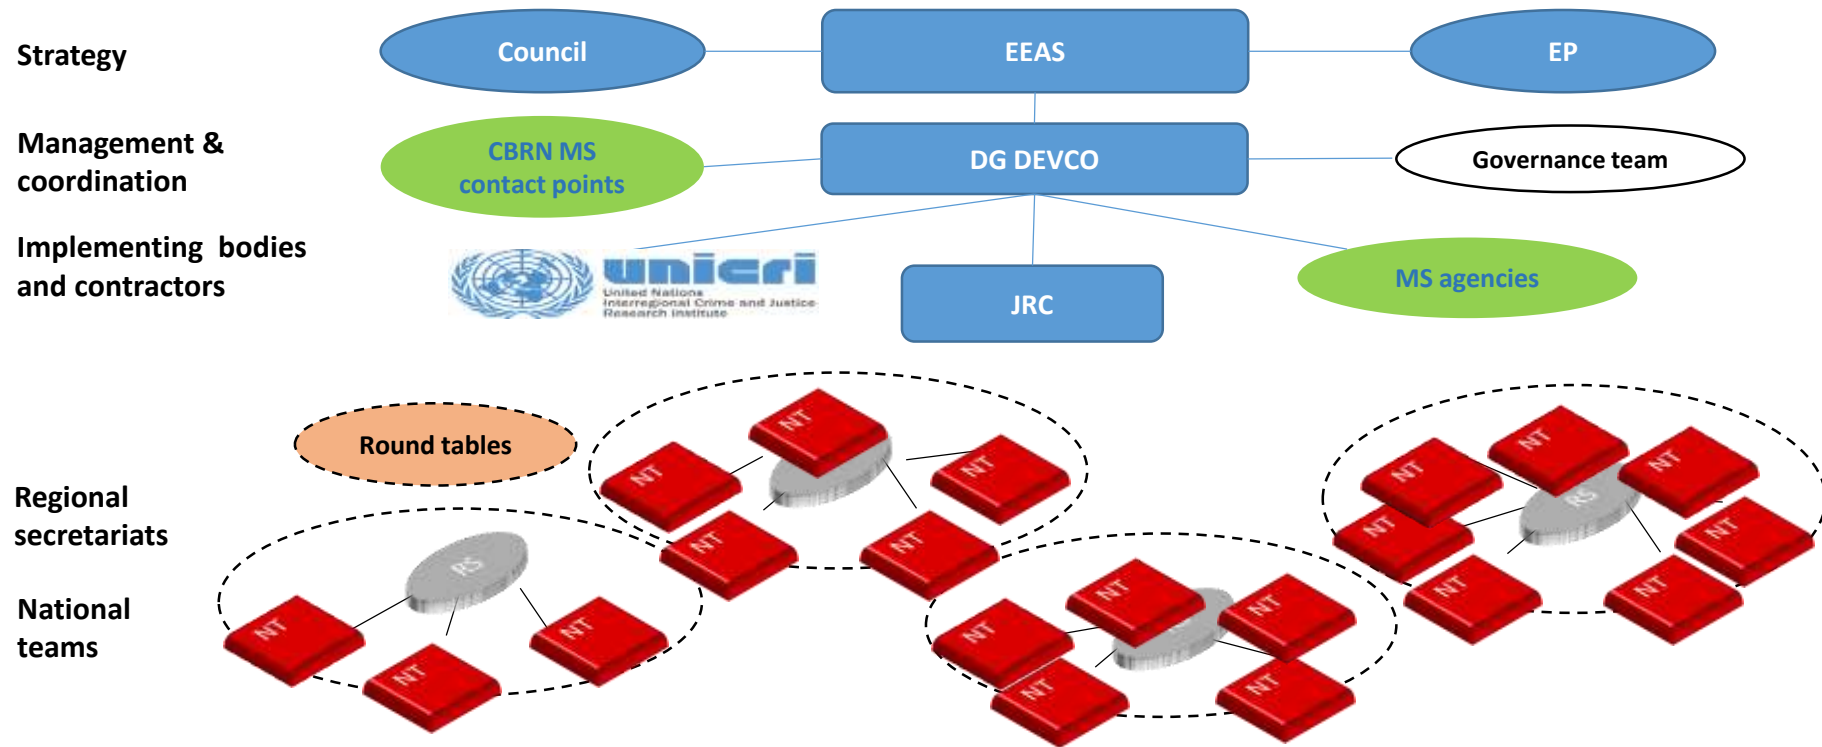 Strategy
Council
EEAS
EP
Management &
coordination
CBRN MS
contact points
DG DEVCO
Governance team
Implementing bodies
and contractors
unicri
United Nations
Interregional Crime and Justice
Research Institute
JRC
MS agencies
Round tables
Regional
secretariats
National
teams
RS
NT
NT
NT
NT
NT
NT
NT
NT
NT
NT
NT
NT
NT
RS
NT
NT
NT
NT
NT
NT
NT